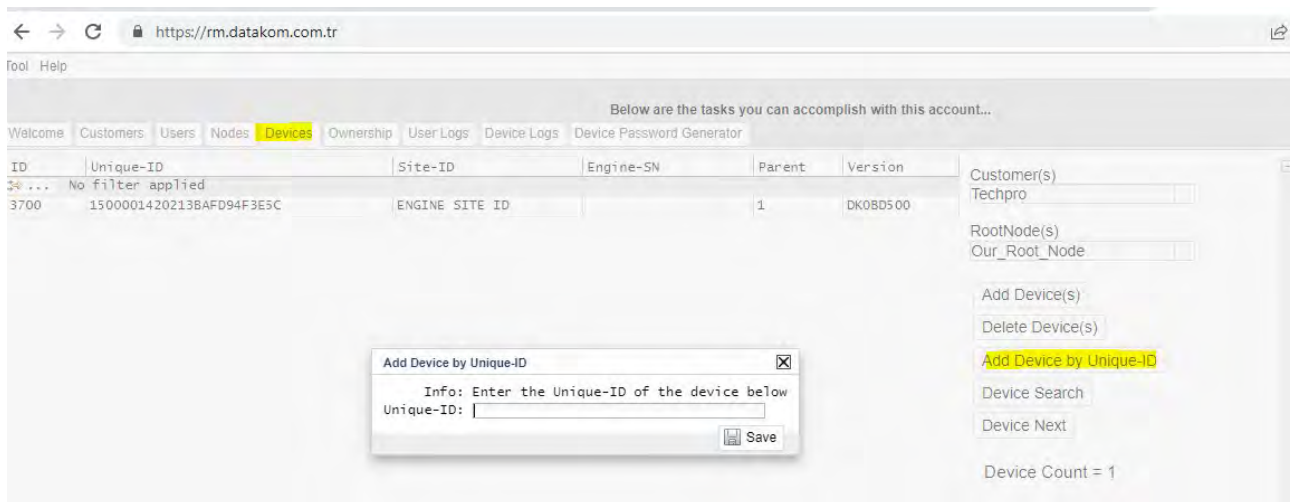 https://rm.datakom.com.tr
Tool Help
Below are the tasks you can accomplish with this account...
Welcome Customers Users Nodes Devices Ownership User Logs Device Logs Device Password Generator
ID Unique-ID Site-ID Engine-SN Parent Version
... No filter applied
3700 1500001420213BAFD94F3E5C ENGINE SITE ID 1 DK0BD500
Customer(s)
Techpro
RootNode(s)
Our_Root_Node
Add Device(s)
Delete Device(s)
Add Device by Unique-ID
Device Search
Device Next
Device Count = 1
Add Device by Unique-ID
Info: Enter the Unique-ID of the device below
Unique-ID:
Save